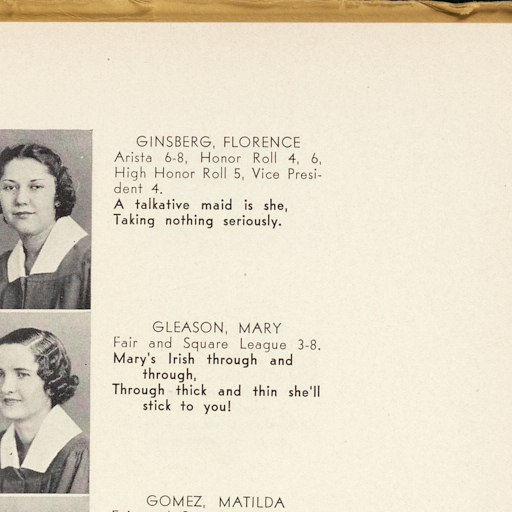 GINSBERG, FLORENCE
Arista 6-8, Honor Roll 4, 6,
High Honor Roll 5, Vice Presi-
dent 4.
A talkative maid is she,
Taking nothing seriously.
GLEASON, MARY
Fair and Square League 3-8.
Mary's Irish through and
through,
Through thick and thin she'll
stick to you!
GOMEZ, MATILDA